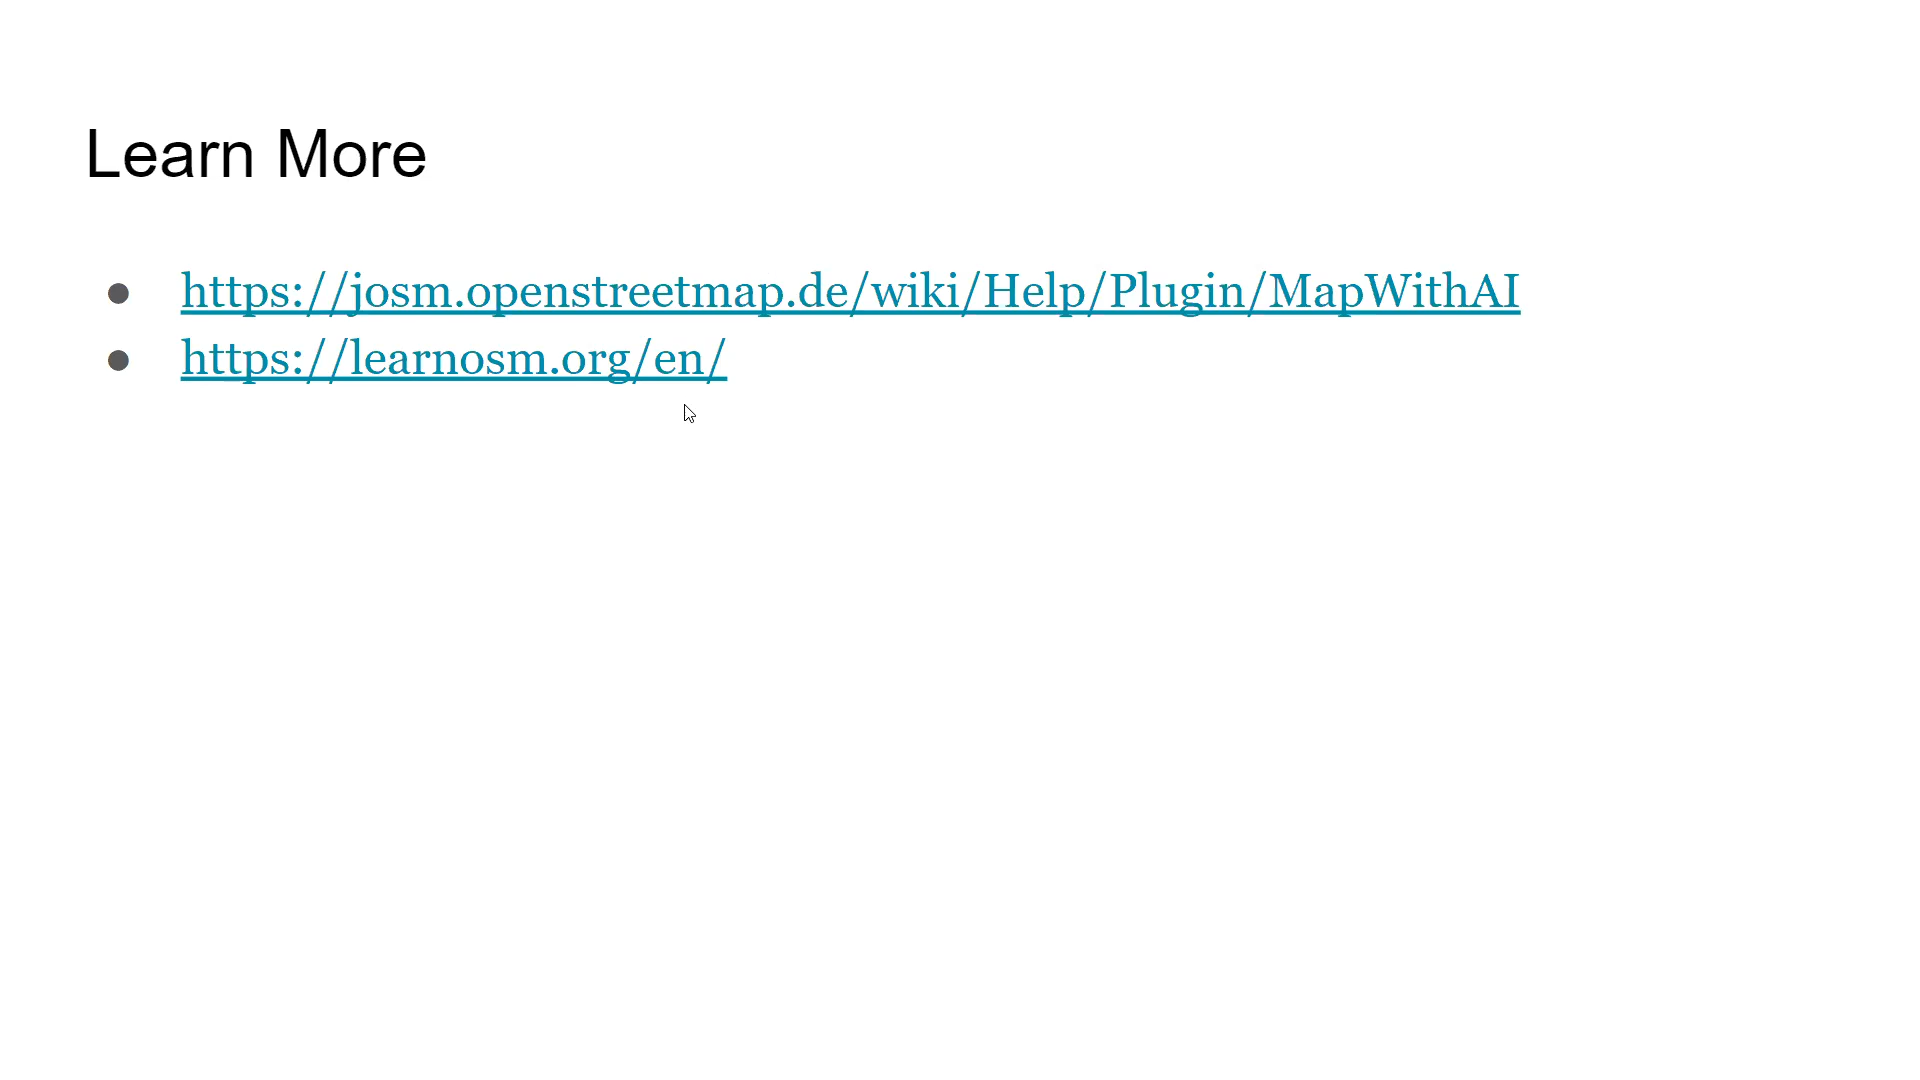 Learn More
● https://josm.openstreetmap.de/wiki/Help/Plugin/MapWithAI
● https://learnosm.org/en/